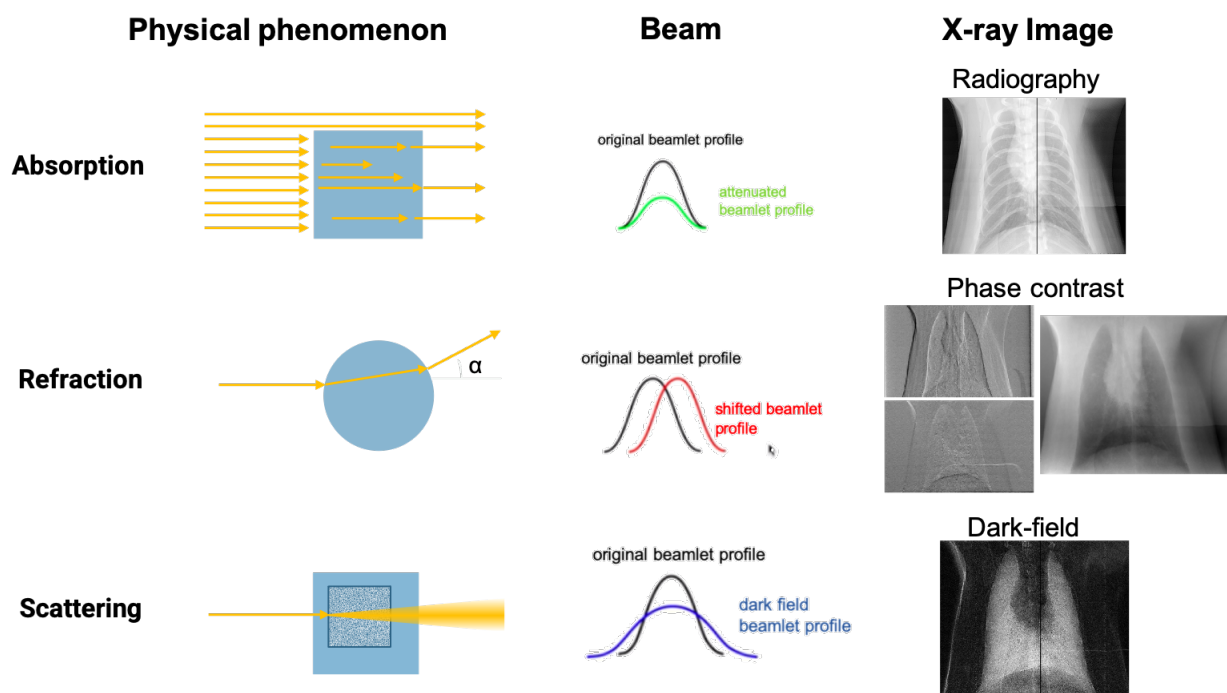 Physical phenomenon
Beam
X-ray Image
Absorption
original beamlet profile
attenuated
beamlet profile
Radiography
Refraction
α
original beamlet profile
shifted beamlet
profile
Phase contrast
Scattering
original beamlet profile
dark field
beamlet profile
Dark-field